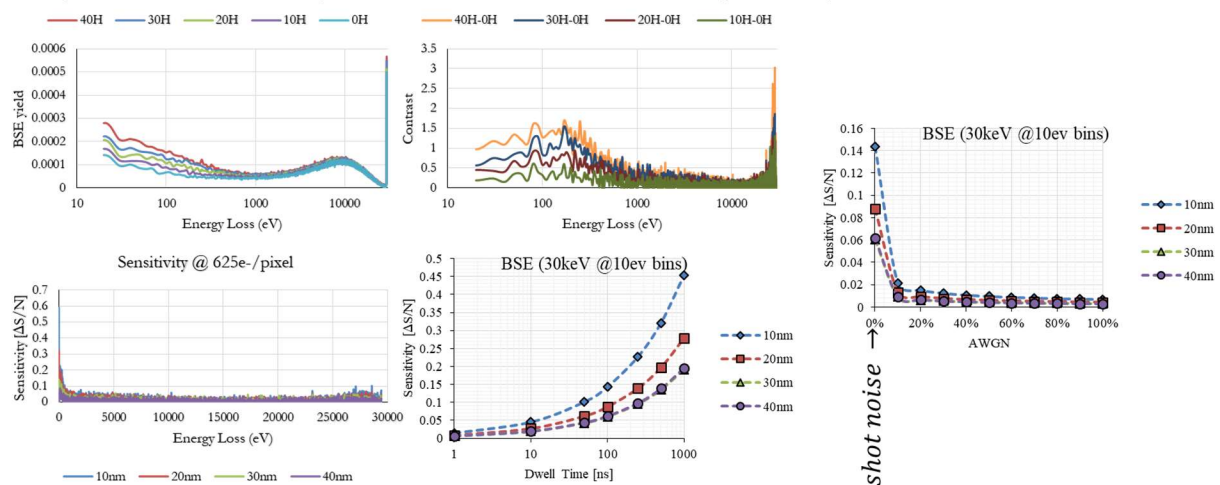 40H 30H 20H 10H 0H
BSE yield
0.0006
0.0005
0.0004
0.0003
0.0002
0.0001
0
10 100 1000 10000
Energy Loss (eV)
40H-0H 30H-0H 20H-0H 10H-0H
Contrast
3.5
3
2.5
2
1.5
1
0.5
0
10 100 1000 10000
Energy Loss (eV)
Sensitivity @ 625e-/pixel
Sensitivity [ΔS/N]
0.7
0.6
0.5
0.4
0.3
0.2
0.1
0
0 5000 10000 15000 20000 25000 30000
Energy Loss (eV)
10nm 20nm 30nm 40nm
BSE (30keV @10ev bins)
Sensitivity [ΔS/N]
0.5
0.45
0.4
0.35
0.3
0.25
0.2
0.15
0.1
0.05
0
1 10 100 1000
Dwell Time [ns]
10nm
20nm
30nm
40nm
BSE (30keV @10ev bins)
Sensitivity [ΔS/N]
0.16
0.14
0.12
0.1
0.08
0.06
0.04
0.02
0
0% 20% 40% 60% 80% 100%
AWGN
10nm
20nm
30nm
40nm
shot noise →